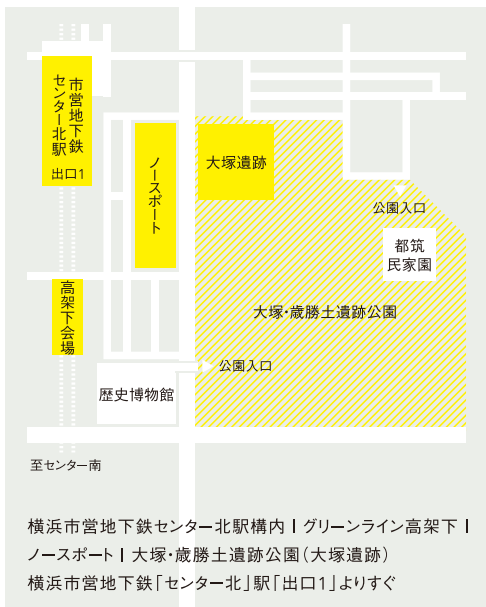 市営地下鉄
センター北駅
出口1
ノースポート
大塚遺跡
公園入口
都筑
民家園
高架下会場
大塚・歳勝土遺跡公園
公園入口
歴史博物館
至センター南
横浜市営地下鉄センター北駅構内 | グリーンライン高架下 |
ノースポート | 大塚・歳勝土遺跡公園（大塚遺跡）
横浜市営地下鉄「センター北」駅「出口1」よりすぐ